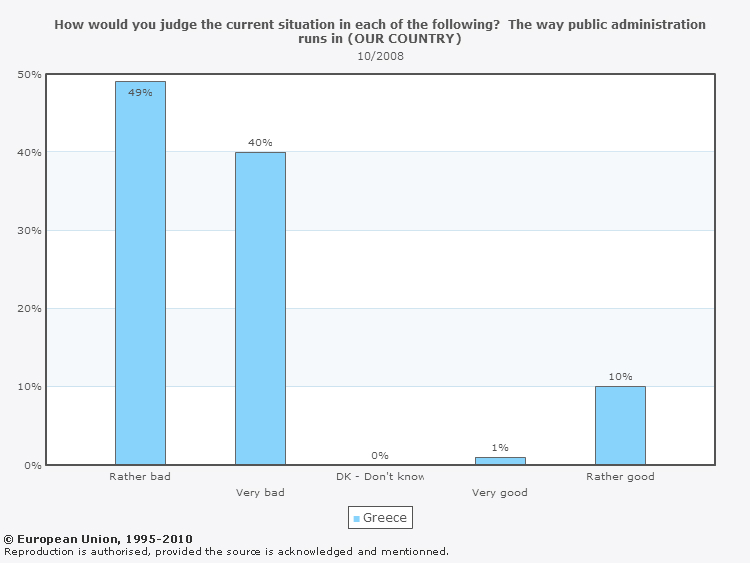 How would you judge the current situation in each of the following?  The way public administration
runs in (OUR COUNTRY)
10/2008
50%
49%
40%
40%
30%
20%
10%
10%
1%
0%
0%
Rather bad
Very bad
DK - Don't know
Very good
Rather good
Greece
© European Union, 1995-2010
Reproduction is authorised, provided the source is acknowledged and mentionned.